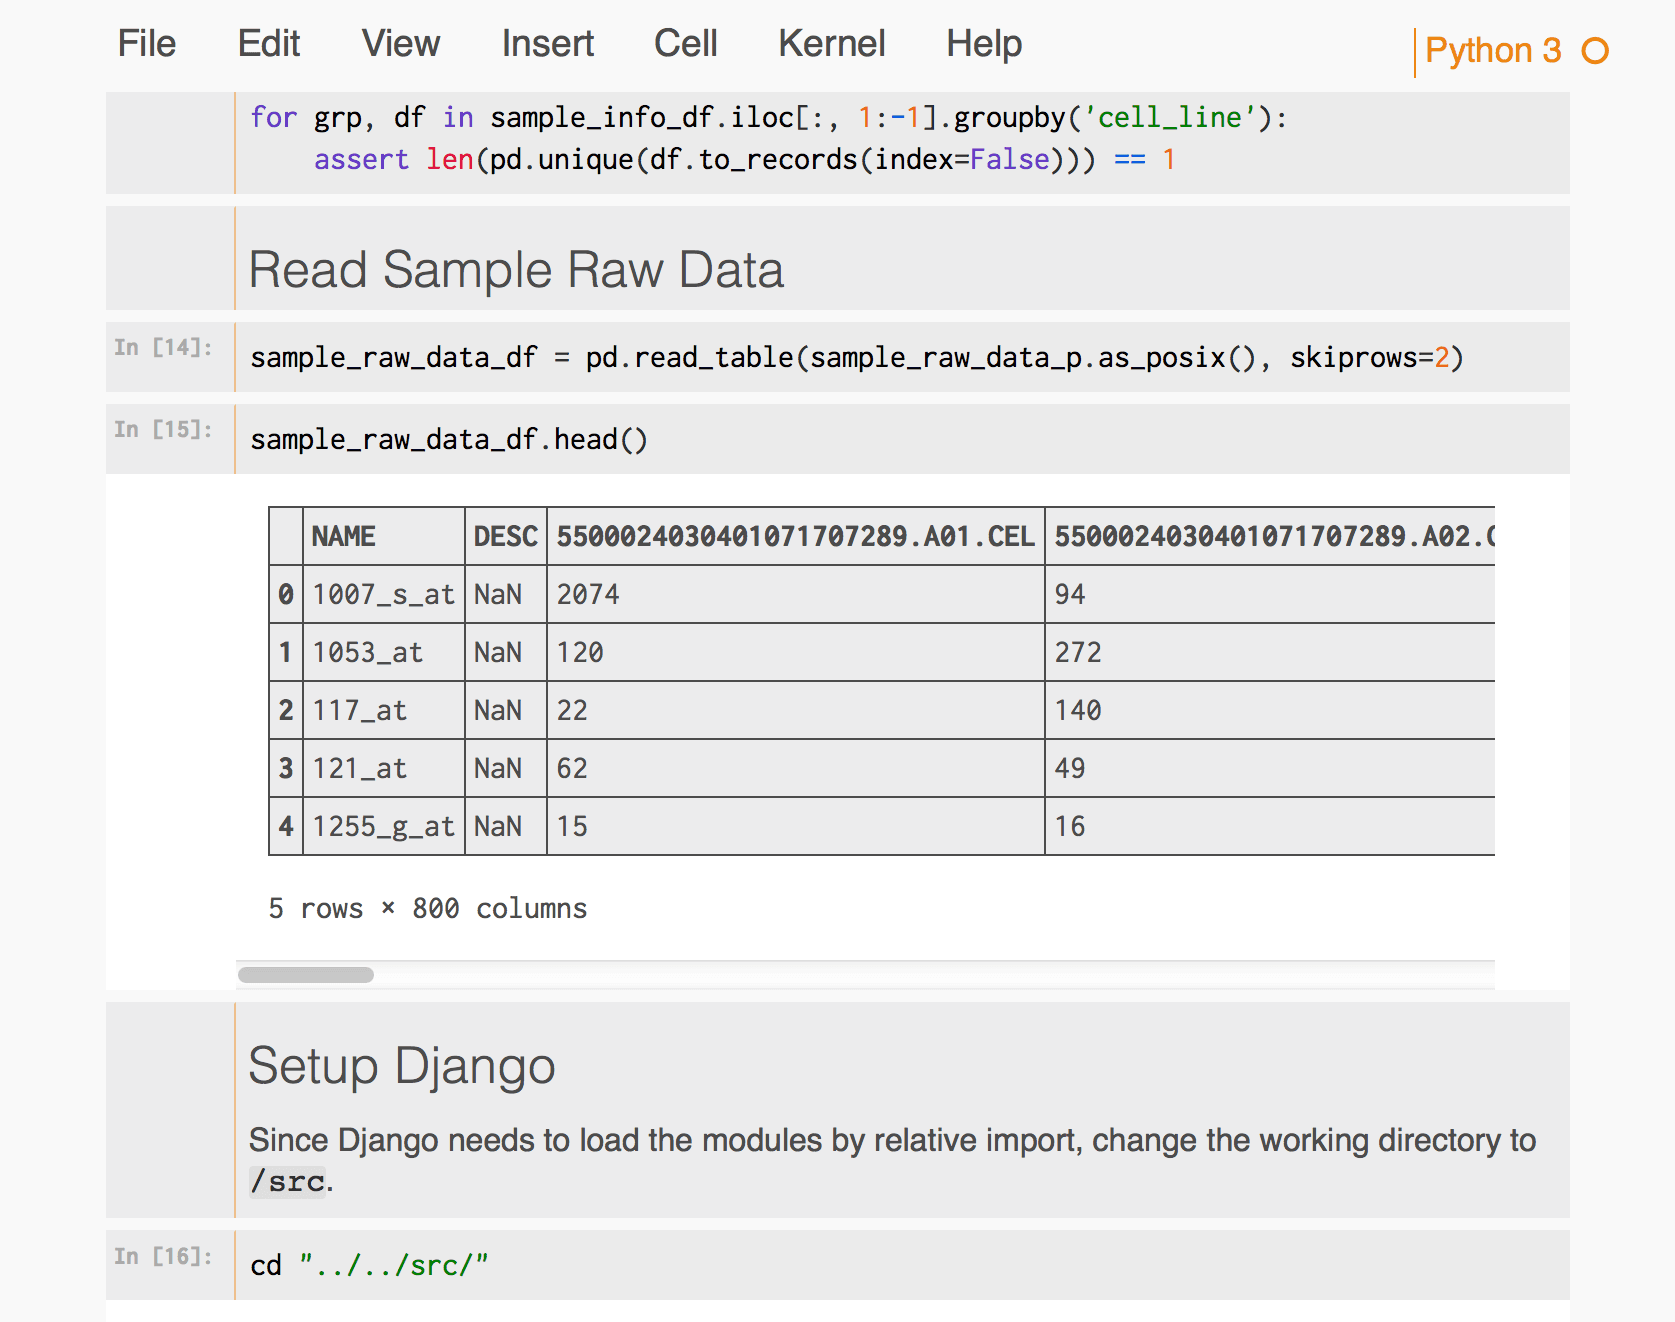 File Edit View Insert Cell Kernel Help Python 3
for grp, df in sample_info_df.iloc[:, 1:-1].groupby('cell_line'):
    assert len(pd.unique(df.to_records(index=False))) == 1
Read Sample Raw Data
In [14]: sample_raw_data_df = pd.read_table(sample_raw_data_p.as_posix(), skiprows=2)
In [15]: sample_raw_data_df.head()
NAME DESC 5500024030401071707289.A01.CEL 5500024030401071707289.A02.C
0 1007_s_at NaN 2074 94
1 1053_at NaN 120 272
2 117_at NaN 22 140
3 121_at NaN 62 49
4 1255_g_at NaN 15 16
5 rows × 800 columns
Setup Django
Since Django needs to load the modules by relative import, change the working directory to
/src.
In [16]: cd "../../src/"